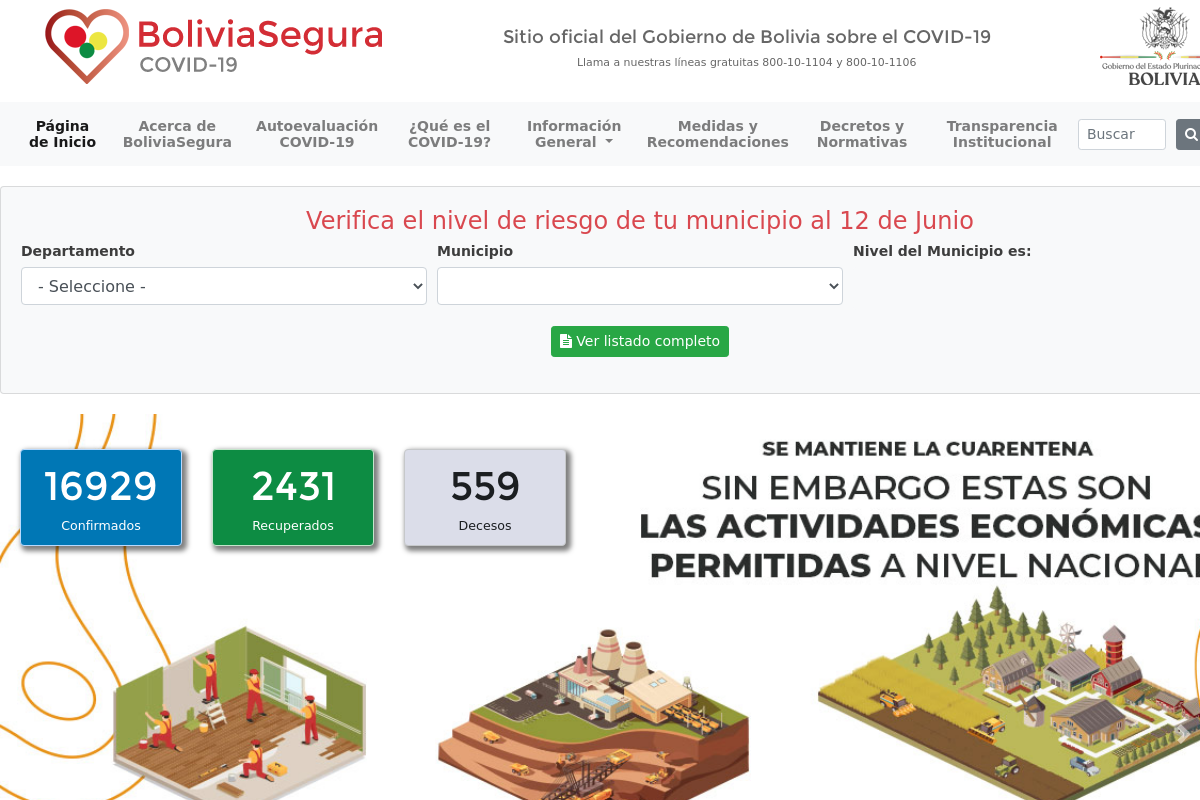 BoliviaSegura
COVID-19
Sitio oficial del Gobierno de Bolivia sobre el COVID-19
Llama a nuestras líneas gratuitas 800-10-1104 y 800-10-1106
Gobierno del Estado Plurinac
BOLIVIA
Página
de Inicio
Acerca de
BoliviaSegura
Autoevaluación
COVID-19
¿Qué es el
COVID-19?
Información
General
Medidas y
Recomendaciones
Decretos y
Normativas
Transparencia
Institucional
Buscar
Verifica el nivel de riesgo de tu municipio al 12 de Junio
Departamento
Municipio
Nivel del Municipio es:
- Seleccione -
Ver listado completo
16929
Confirmados
2431
Recuperados
559
Decesos
SE MANTIENE LA CUARENTENA
SIN EMBARGO ESTAS SON
LAS ACTIVIDADES ECONÓMICAS
PERMITIDAS A NIVEL NACIONAL